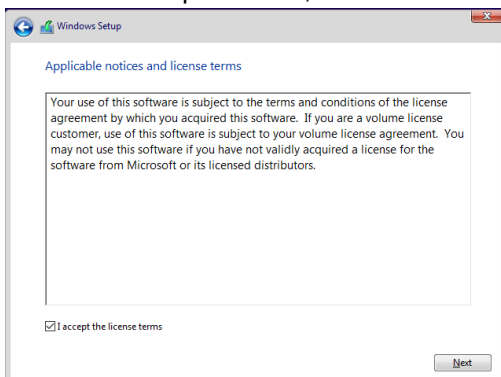 Windows Setup
Applicable notices and license terms
Your use of this software is subject to the terms and conditions of the license
agreement by which you acquired this software.  If you are a volume license
customer, use of this software is subject to your volume license agreement.  You
may not use this software if you have not validly acquired a license for the
software from Microsoft or its licensed distributors.
I accept the license terms
Next